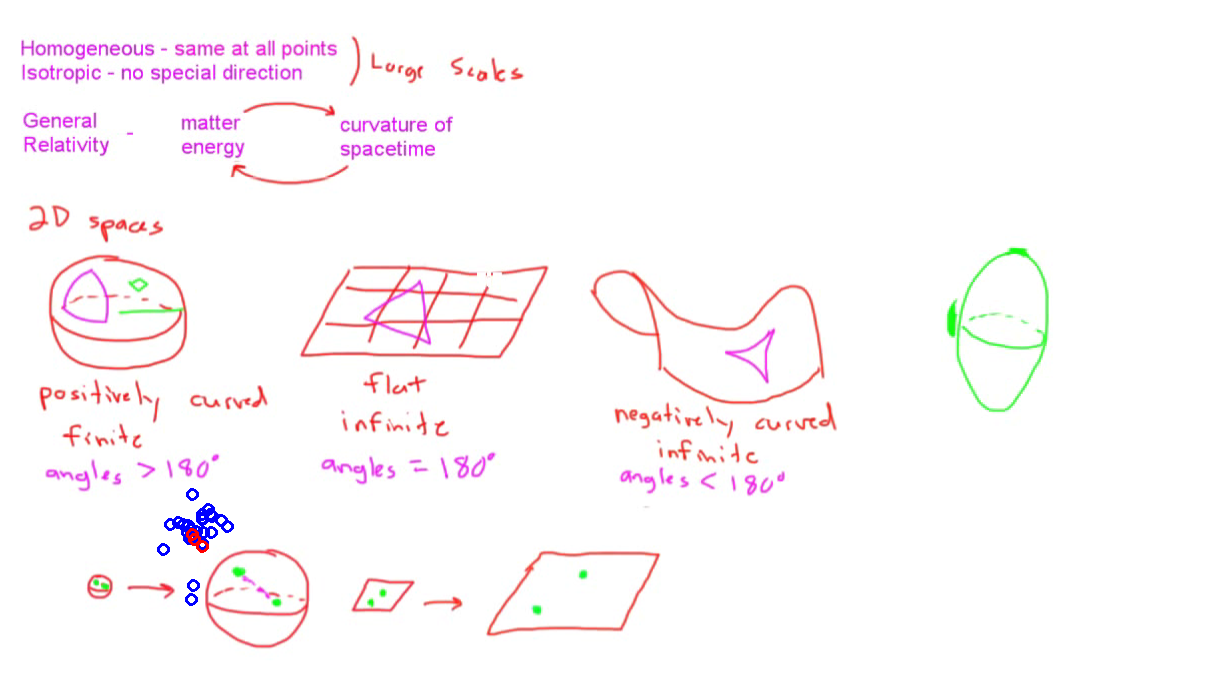 Homogeneous - same at all points
Isotropic - no special direction
Large Scales
General Relativity -
matter energy
curvature of spacetime
2D spaces
positively curved
finite
angles > 180°
flat
infinite
angles = 180°
negatively curved
infinite
angles < 180°